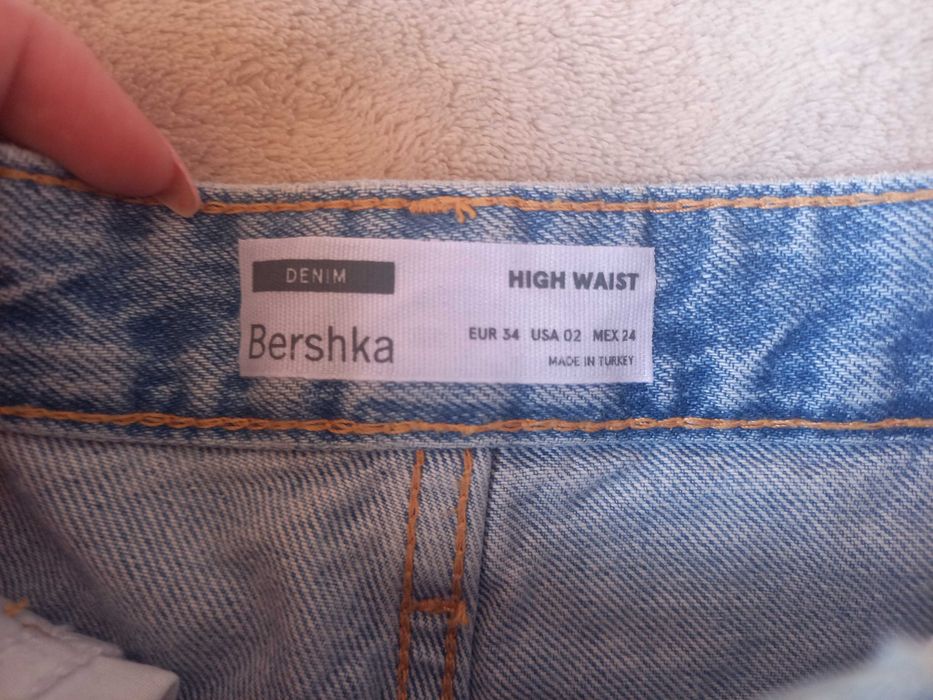 DENIM
HIGH WAIST
Bershka
EUR 34 USA 02 MEX 24
MADE IN TURKEY